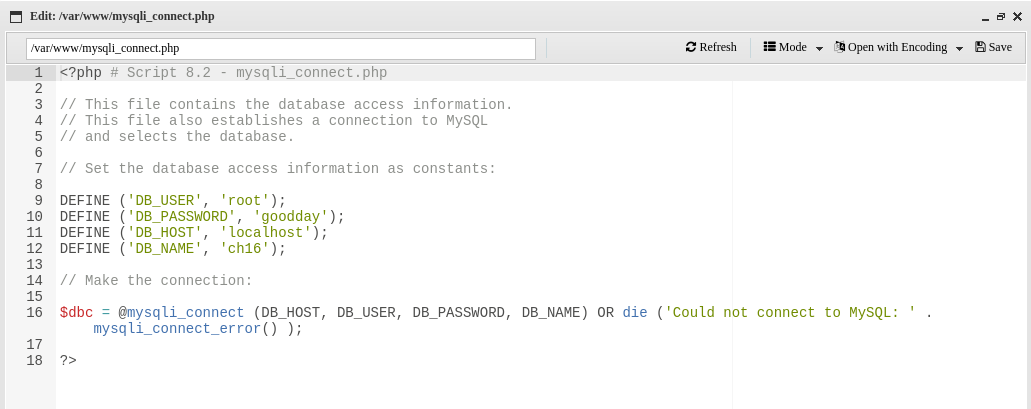 Edit: /var/www/mysqli_connect.php
/var/www/mysqli_connect.php Refresh Mode Open with Encoding Save
1 <?php # Script 8.2 - mysqli_connect.php
2
3 // This file contains the database access information.
4 // This file also establishes a connection to MySQL
5 // and selects the database.
6
7 // Set the database access information as constants:
8
9 DEFINE ('DB_USER', 'root');
10 DEFINE ('DB_PASSWORD', 'goodday');
11 DEFINE ('DB_HOST', 'localhost');
12 DEFINE ('DB_NAME', 'ch16');
13
14 // Make the connection:
15
16 $dbc = @mysqli_connect (DB_HOST, DB_USER, DB_PASSWORD, DB_NAME) OR die ('Could not connect to MySQL: ' .
mysqli_connect_error() );
17
18 ?>